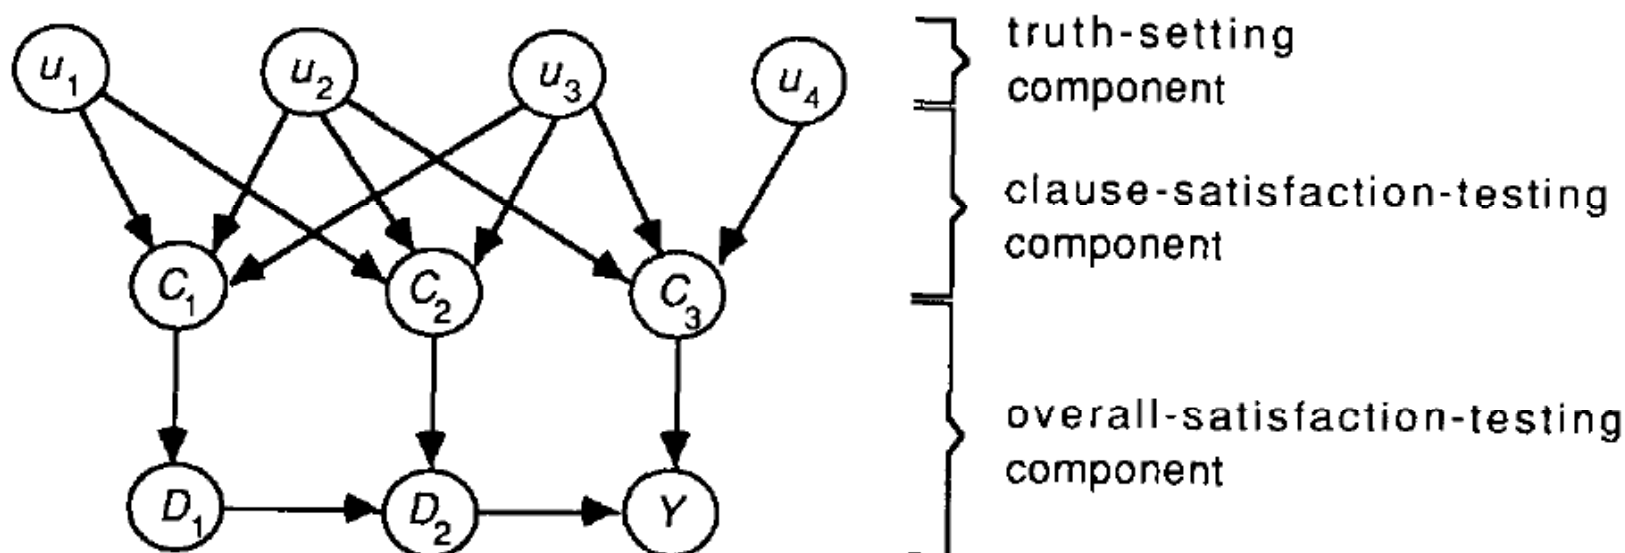 u1 u2 u3 u4
truth-setting
component
clause-satisfaction-testing
component
C1 C2 C3
overall-satisfaction-testing
component
D1 D2 Y